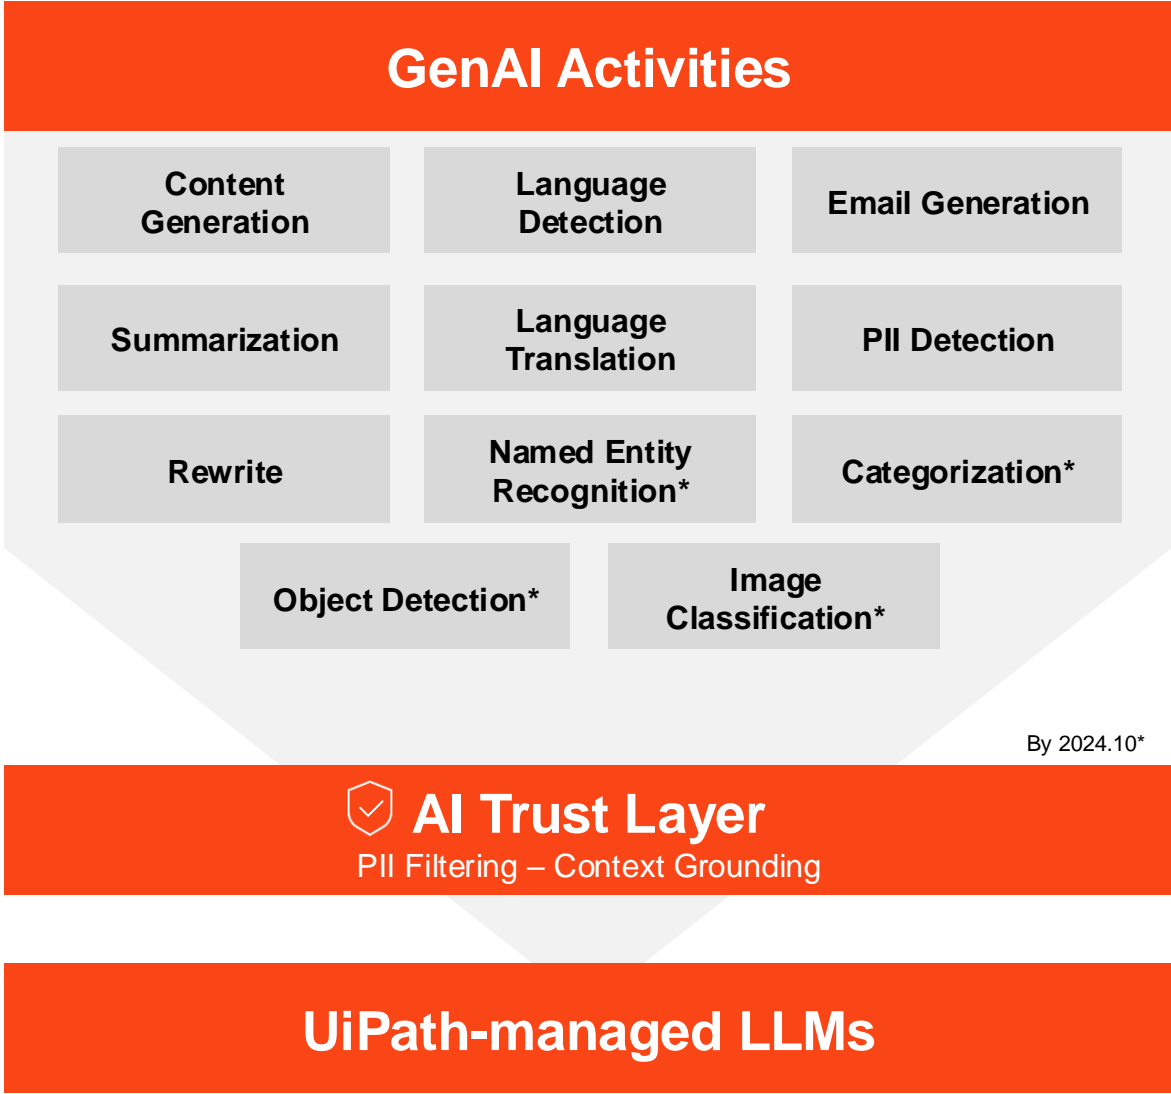 GenAI Activities
Content
Generation
Language
Detection
Email Generation
Summarization
Language
Translation
PII Detection
Rewrite
Named Entity
Recognition*
Categorization*
Object Detection*
Image
Classification*
By 2024.10*
AI Trust Layer
PII Filtering – Context Grounding
UiPath-managed LLMs